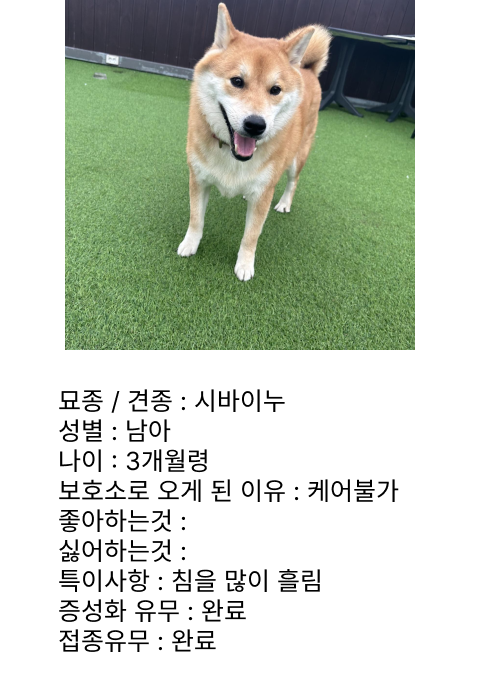 묘종 / 견종 : 시바이누
성별 : 남아
나이 : 3개월령
보호소로 오게 된 이유 : 케어불가
좋아하는것 :
싫어하는것 :
특이사항 : 침을 많이 흘림
증성화 유무 : 완료
접종유무 : 완료